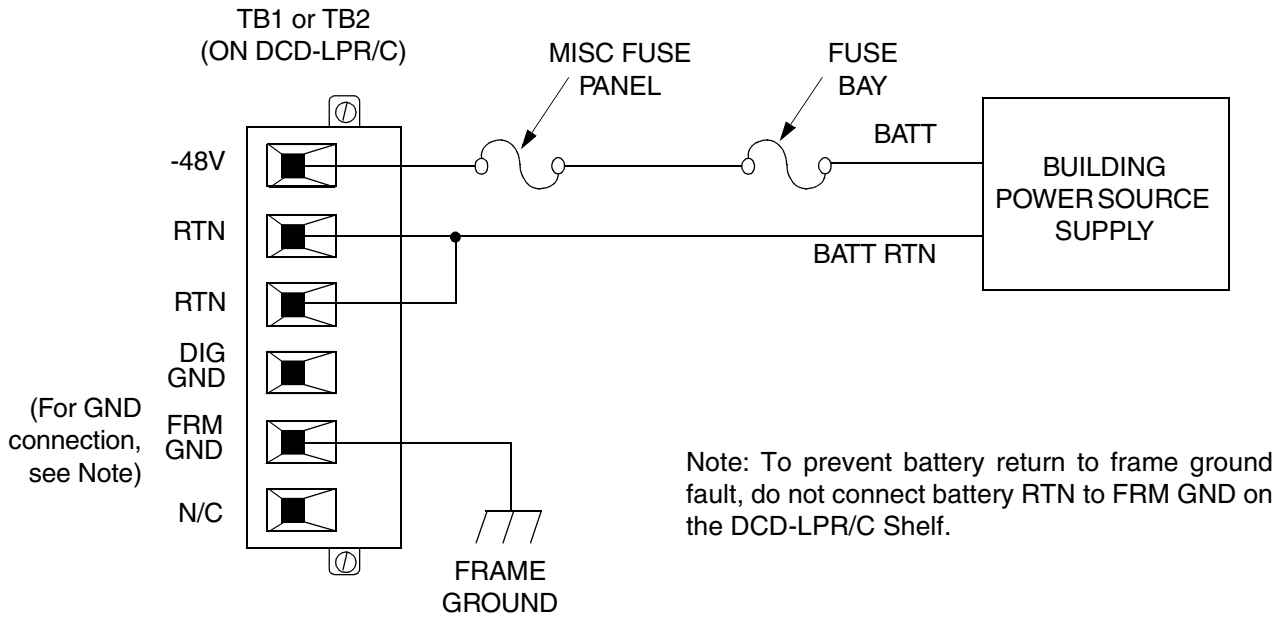 TB1 or TB2
(ON DCD-LPR/C)
MISC FUSE
PANEL
FUSE
BAY
BATT
-48V
BUILDING
POWER SOURCE
SUPPLY
RTN
BATT RTN
RTN
DIG
GND
(For GND
connection,
see Note)
FRM
GND
N/C
FRAME
GROUND
Note: To prevent battery return to frame ground
fault, do not connect battery RTN to FRM GND on
the DCD-LPR/C Shelf.